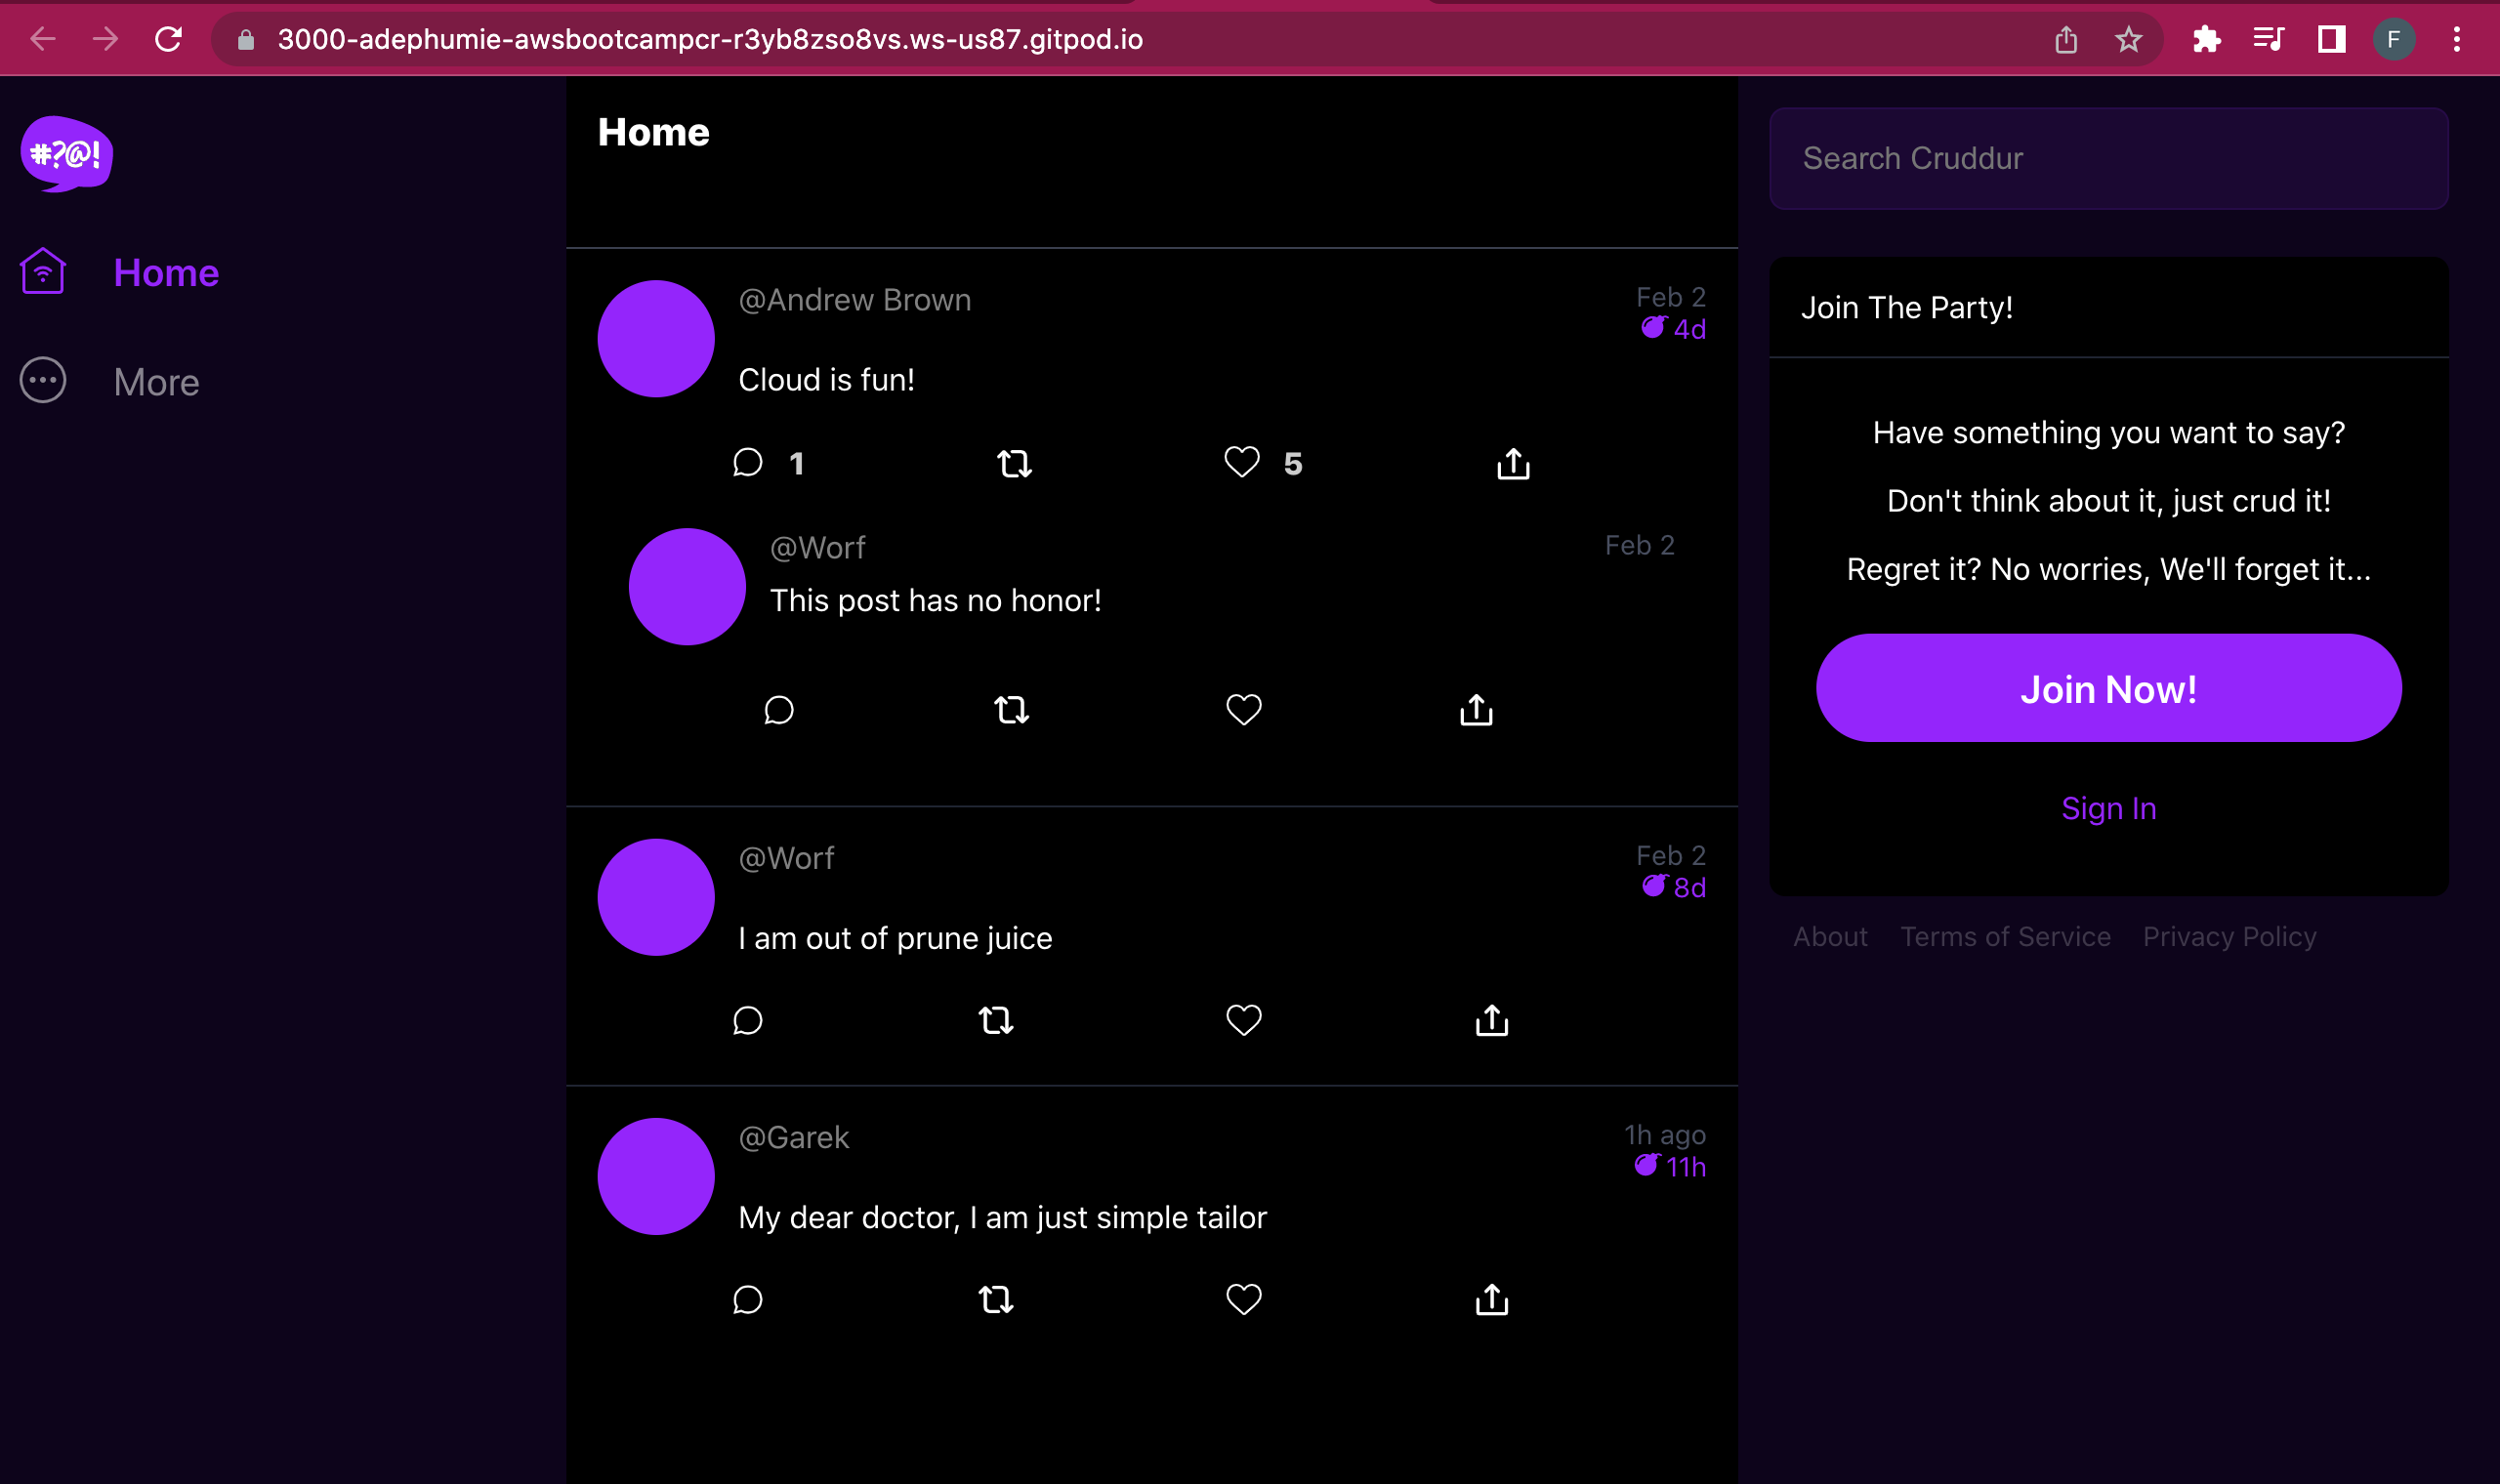 3000-adephumie-awsbootcampcr-r3yb8zso8vs.ws-us87.gitpod.io
F
#?@!
Home
More
Home
@Andrew Brown
Feb 2
4d
Cloud is fun!
1
5
@Worf
Feb 2
This post has no honor!
@Worf
Feb 2
8d
I am out of prune juice
@Garek
1h ago
11h
My dear doctor, I am just simple tailor
Search Cruddur
Join The Party!
Have something you want to say?
Don't think about it, just crud it!
Regret it? No worries, We'll forget it...
Join Now!
Sign In
About Terms of Service Privacy Policy